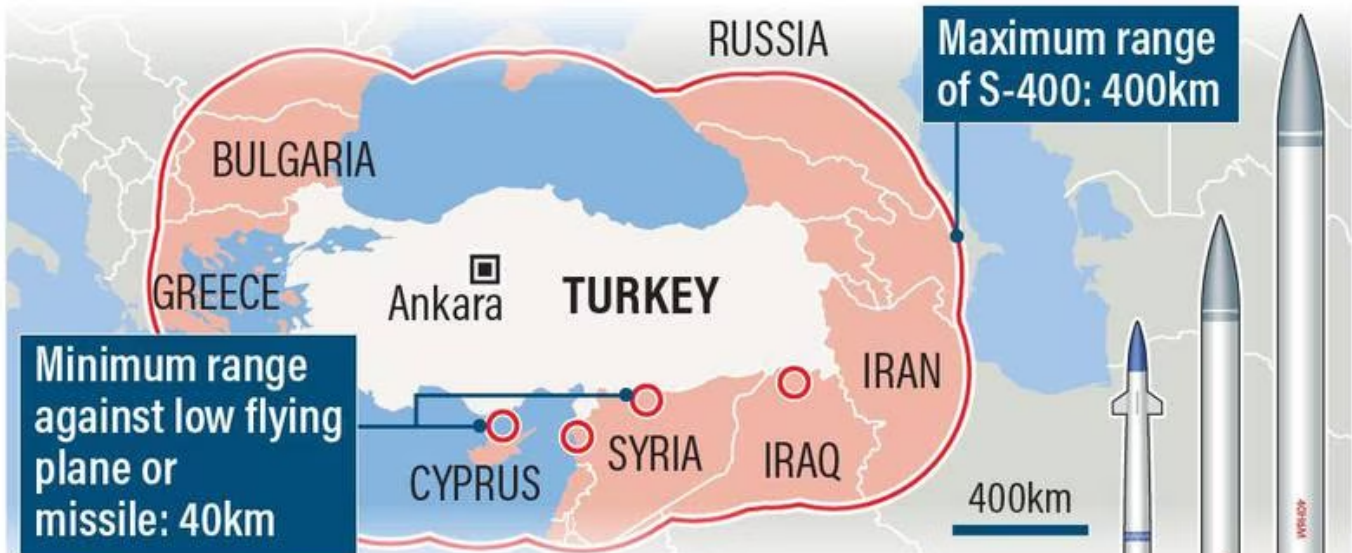 RUSSIA
Maximum range
of S-400: 400km
BULGARIA
GREECE
Ankara
TURKEY
Minimum range
against low flying
plane or
missile: 40km
IRAN
SYRIA
IRAQ
CYPRUS
400km